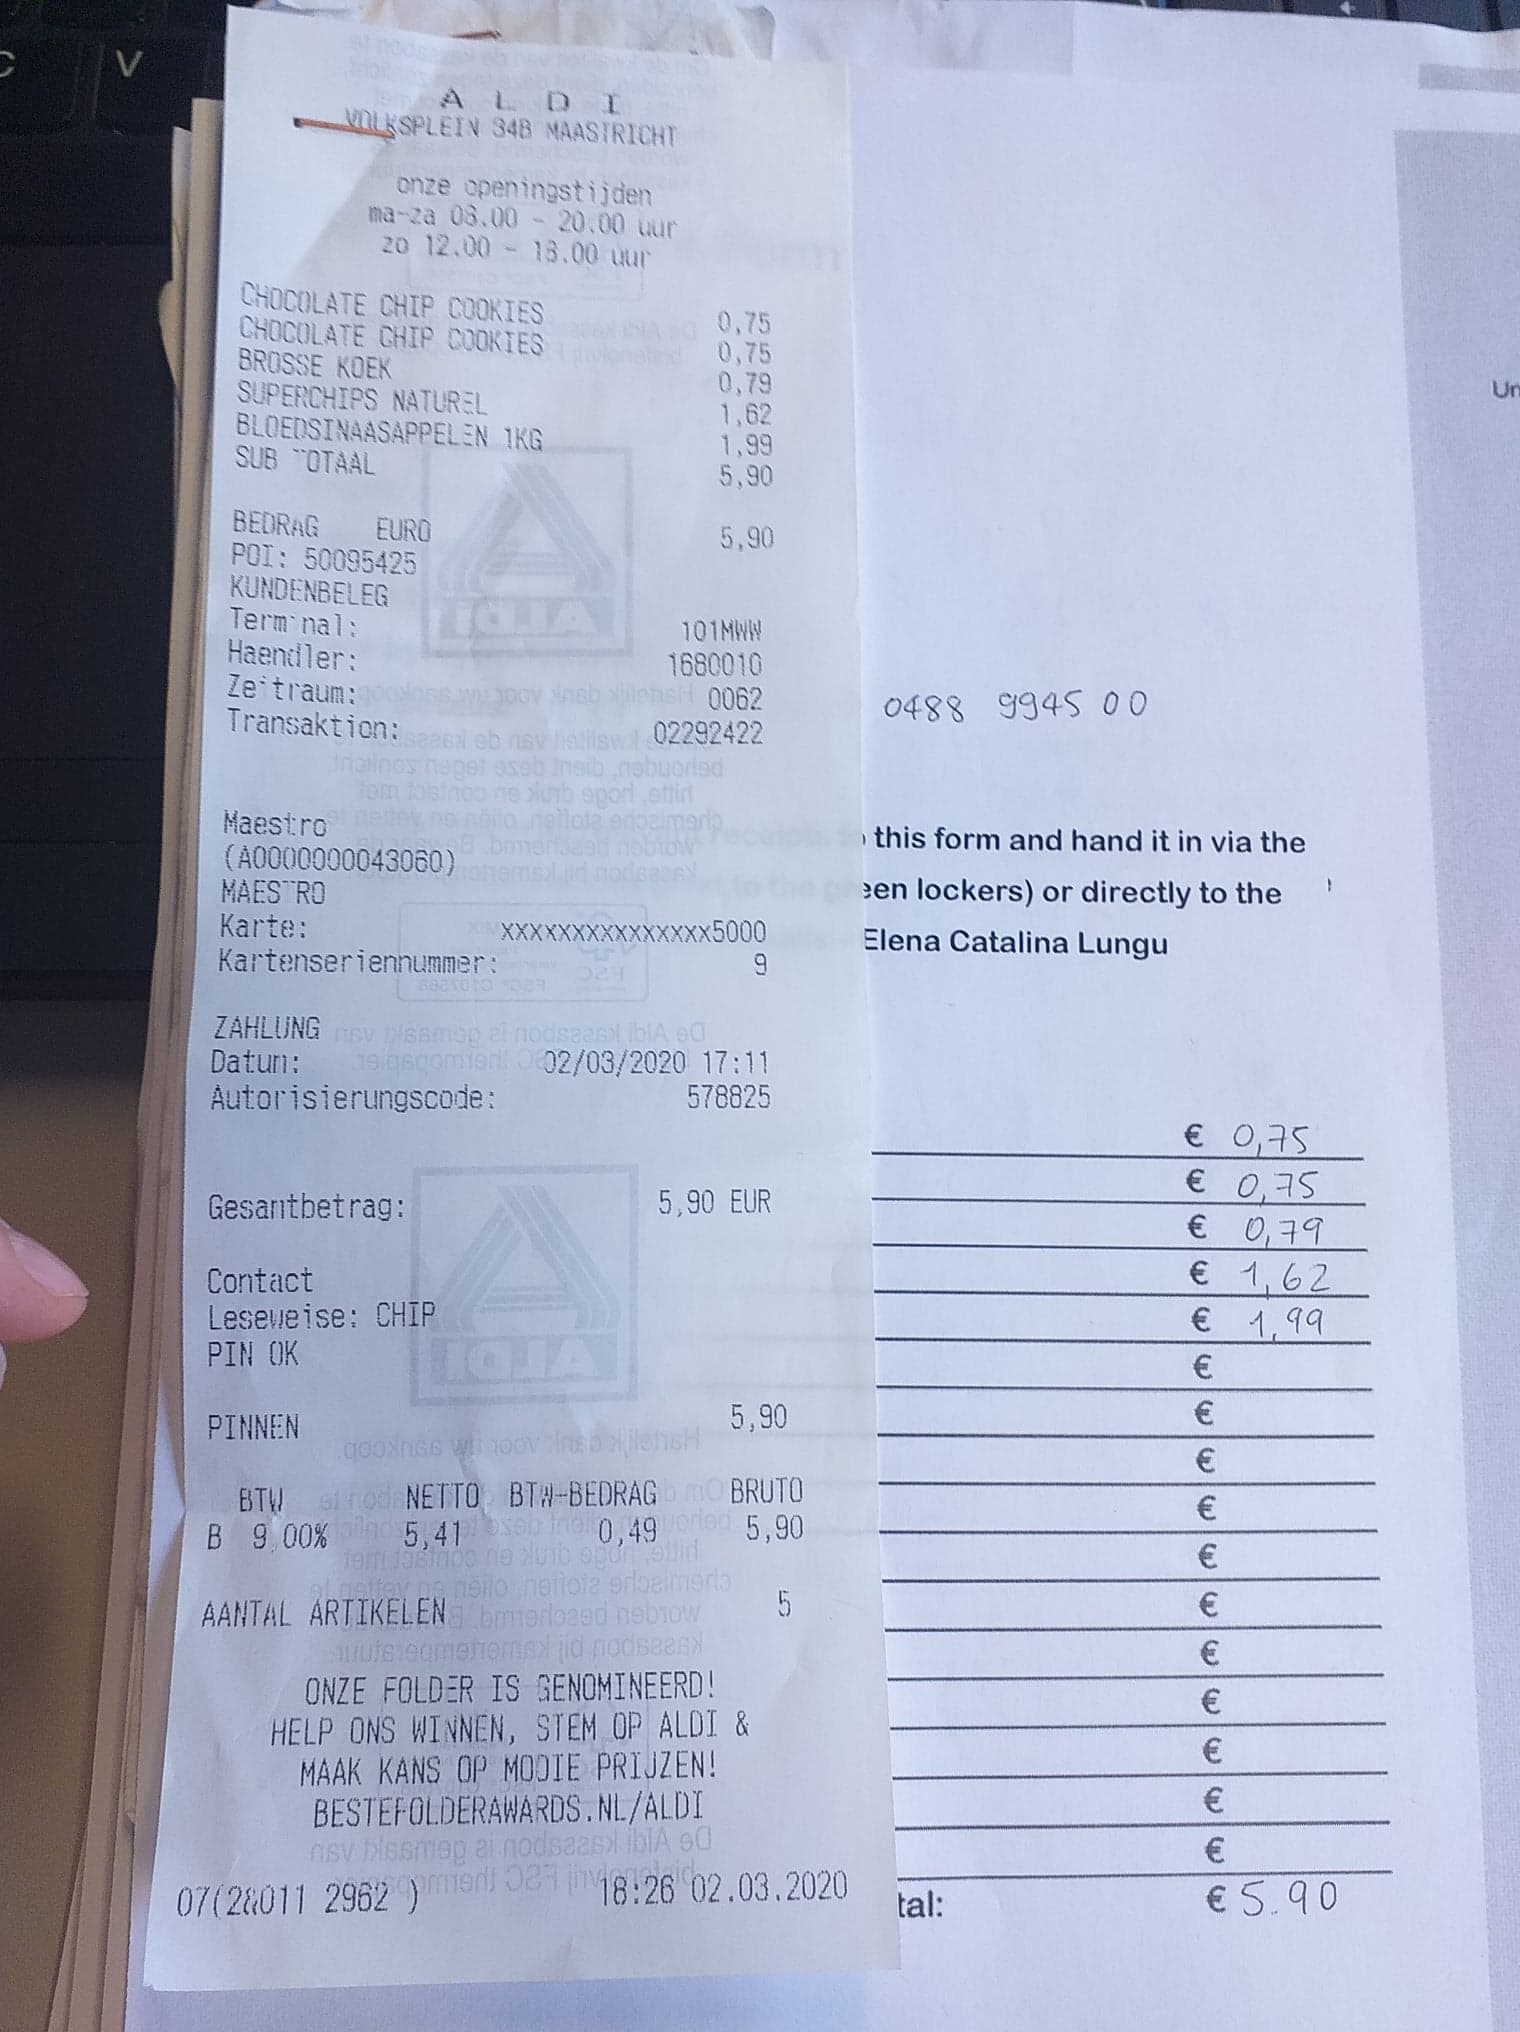 C V
A L D I
VOLKSPLEIN 34B MAASTRICHT
onze openingstijden
ma-za 08.00 - 20.00 uur
zo 12.00 - 18.00 uur
CHOCOLATE CHIP COOKIES 0,75
CHOCOLATE CHIP COOKIES 0,75
BROSSE KOEK 0,79
SUPERCHIPS NATUREL 1,62
BLOEDSINAASAPPELEN 1KG 1,99
SUB TOTAAL 5,90
BEDRAG EURO 5,90
POI: 50095425
KUNDENBELEG
Terminal: 101MWW
Haendler: 1680010
Zeitraum: 0062
Transaktion: 02292422
Maestro
(A0000000043060)
MAESTRO
Karte: xxxxxxxxxxxxxxx5000
Kartenseriennummer: 9
ZAHLUNG
Datum: 02/03/2020 17:11
Autorisierungscode: 578825
Gesamtbetrag: 5,90 EUR
Contact
Leseweise: CHIP
PIN OK
PINNEN 5,90
BTW NETTO BTW-BEDRAG BRUTO
B 9,00% 5,41 0,49 5,90
AANTAL ARTIKELEN 5
ONZE FOLDER IS GENOMINEERD!
HELP ONS WINNEN, STEM OP ALDI &
MAAK KANS OP MOOIE PRIJZEN!
BESTEFOLDERAWARDS.NL/ALDI
18:26 02.03.2020
Un
0488 9945 00
this form and hand it in via the
een lockers) or directly to the
Elena Catalina Lungu
€ 0,75
€ 0,75
€ 0,79
€ 1,62
€ 1,99
€
€
€
€
€
€
€
€
€
€
€
tal: € 5.90